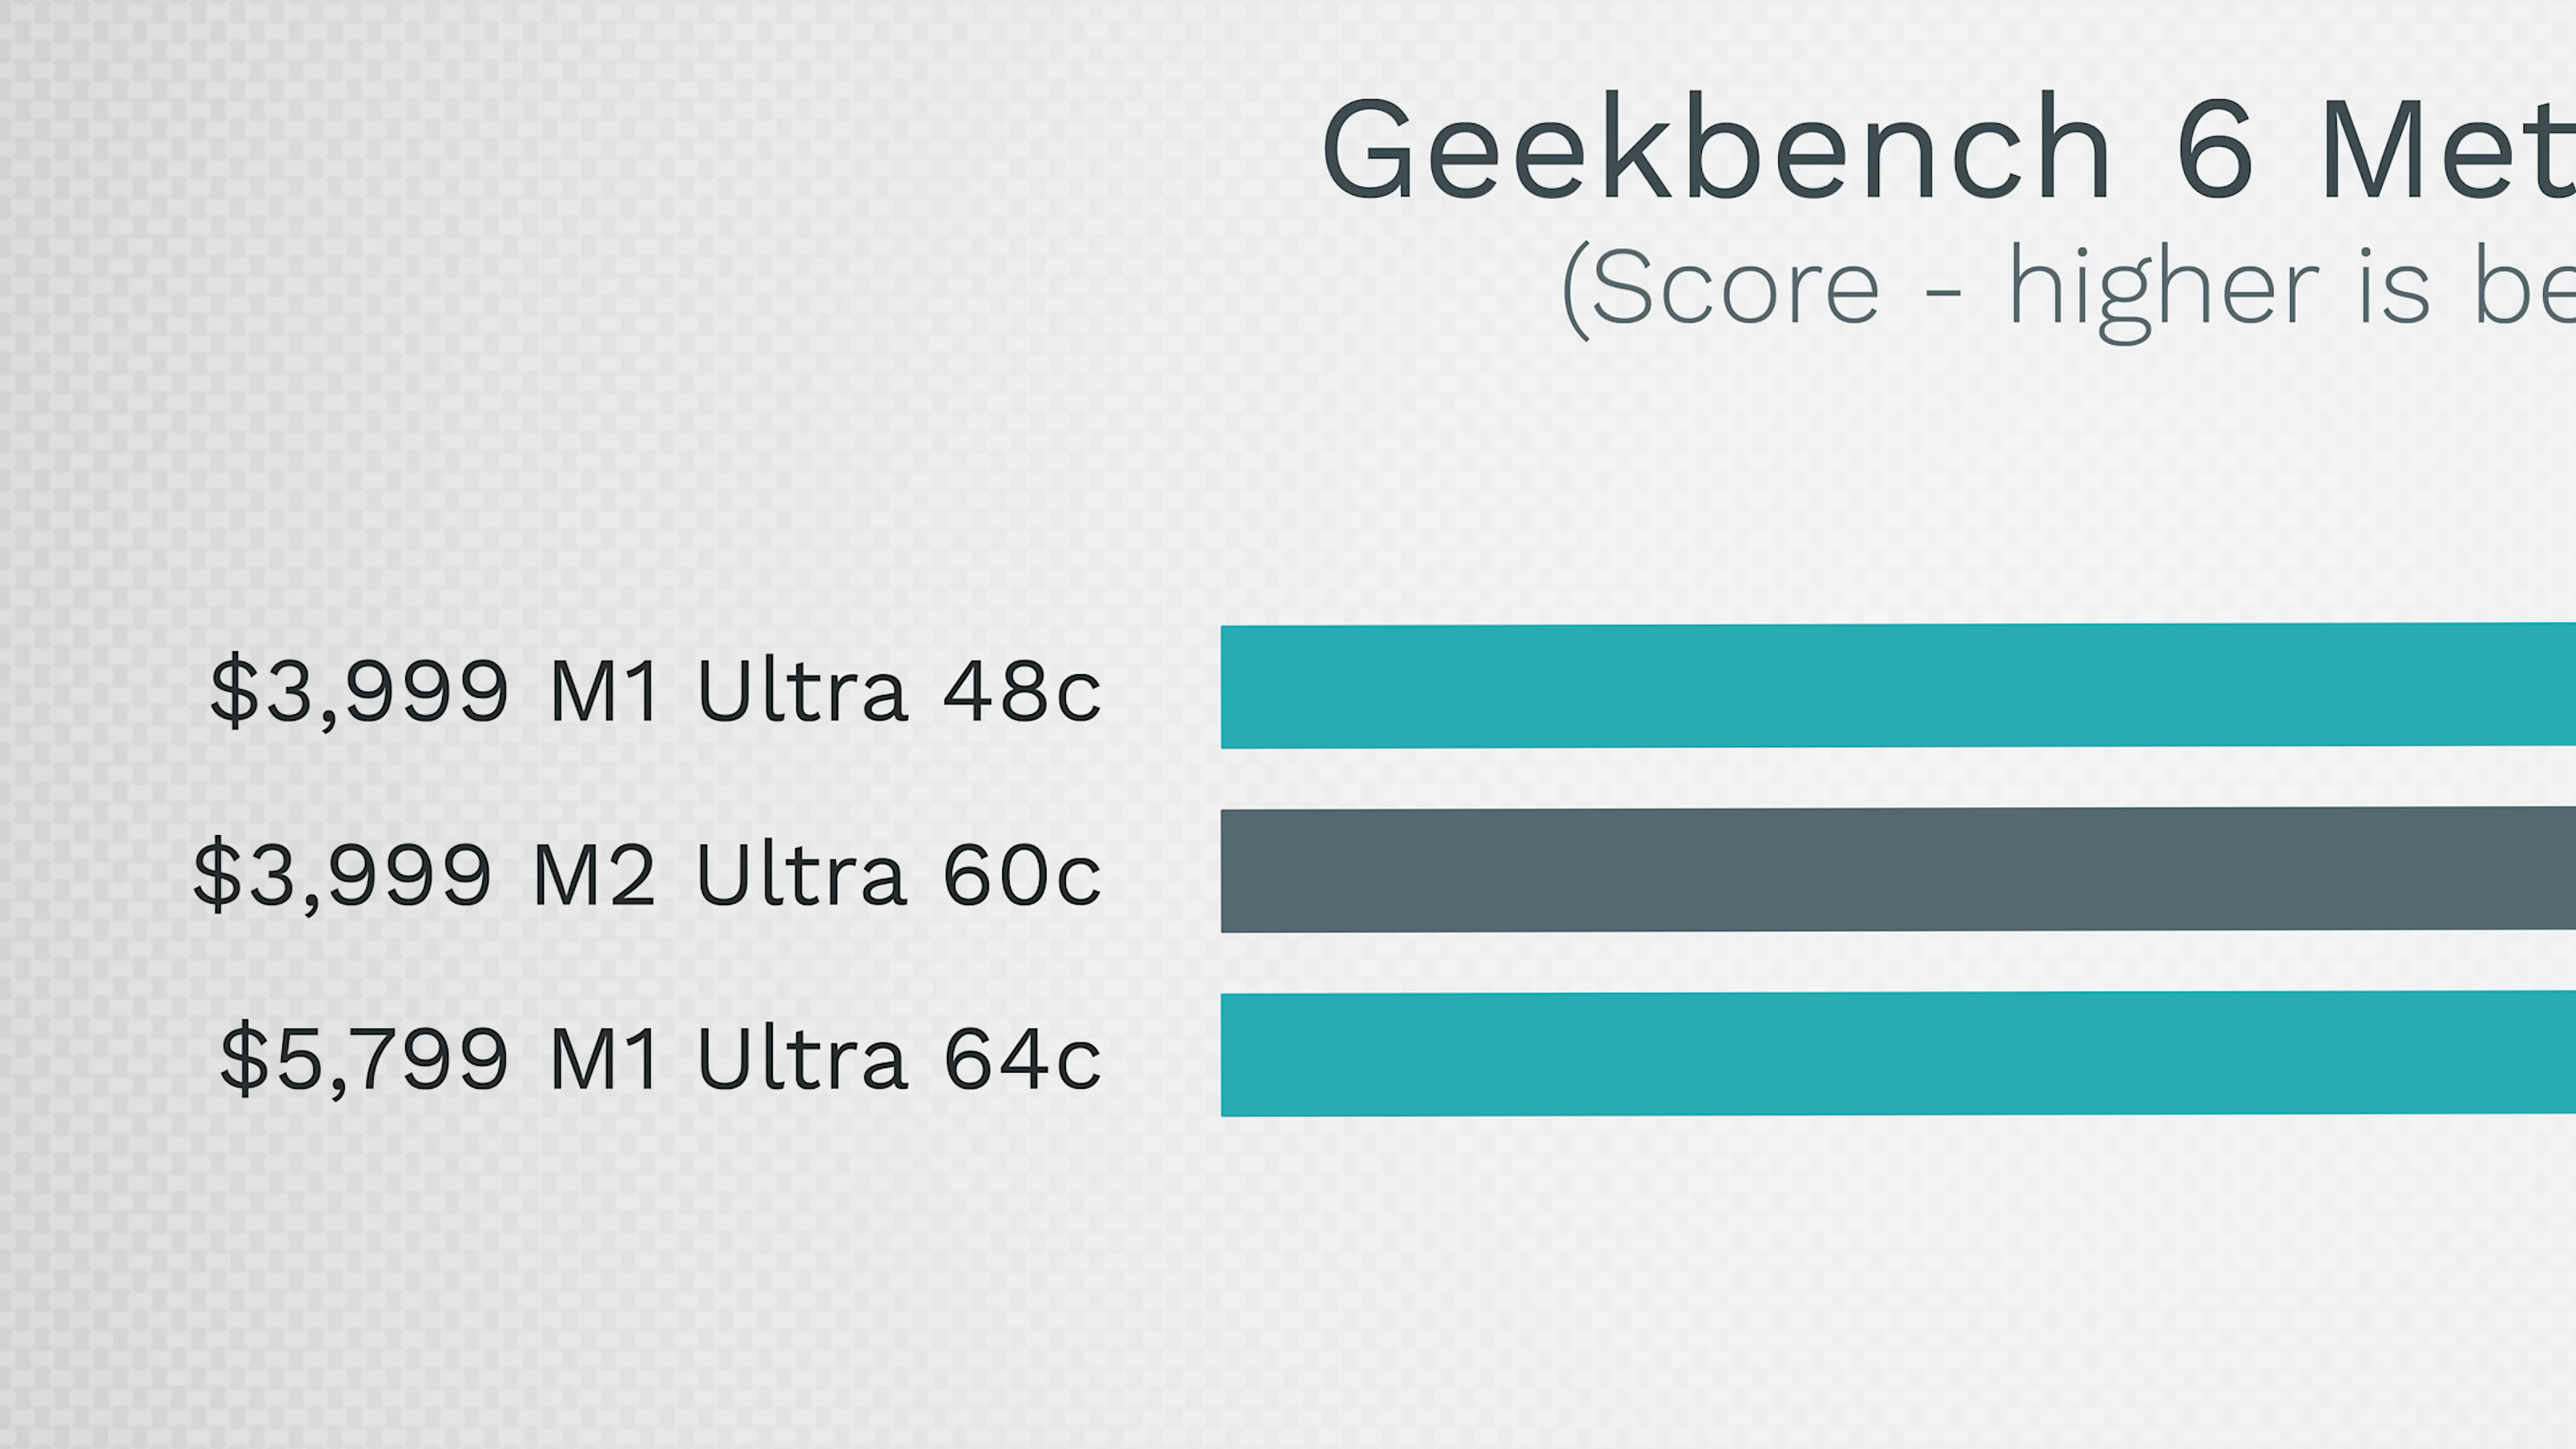 Geekbench 6 Met
(Score - higher is be
$3,999 M1 Ultra 48c
$3,999 M2 Ultra 60c
$5,799 M1 Ultra 64c